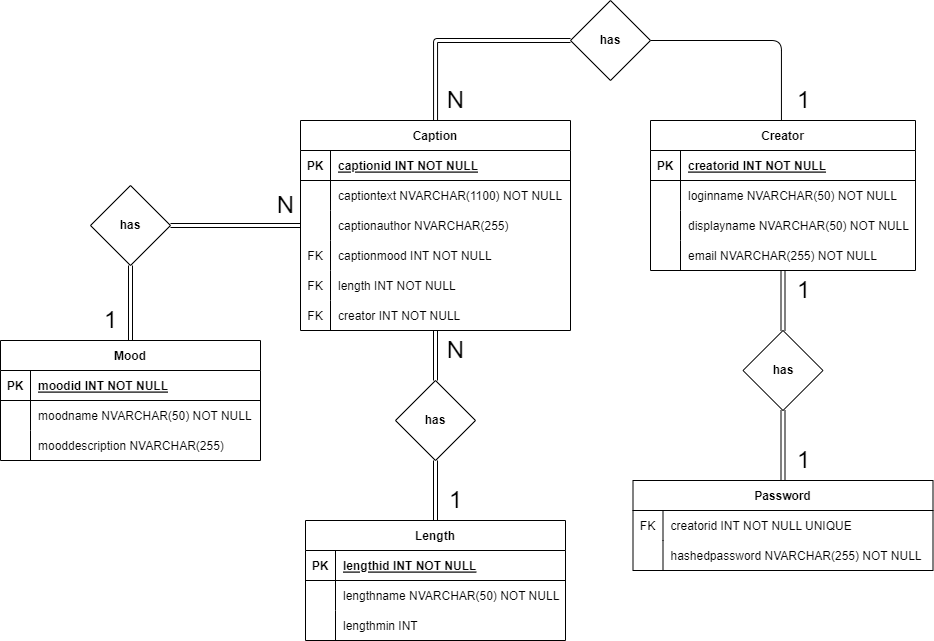 has
N
1
Caption
PK captionid INT NOT NULL
captiontext NVARCHAR(1100) NOT NULL
captionauthor NVARCHAR(255)
FK captionmood INT NOT NULL
FK length INT NOT NULL
FK creator INT NOT NULL
Creator
PK creatorid INT NOT NULL
loginname NVARCHAR(50) NOT NULL
displayname NVARCHAR(50) NOT NULL
email NVARCHAR(255) NOT NULL
has
N
1
Mood
PK moodid INT NOT NULL
moodname NVARCHAR(50) NOT NULL
mooddescription NVARCHAR(255)
N
has
1
Length
PK lengthid INT NOT NULL
lengthname NVARCHAR(50) NOT NULL
lengthmin INT
1
has
1
Password
FK creatorid INT NOT NULL UNIQUE
hashedpassword NVARCHAR(255) NOT NULL